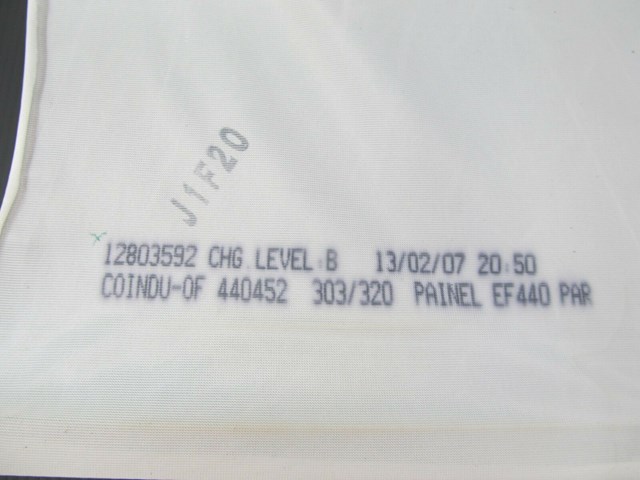 J1F20
12803592 CHG.LEVEL:B 13/02/07 20:50
COINDU-OF 440452 303/320 PAINEL EF440 PAR